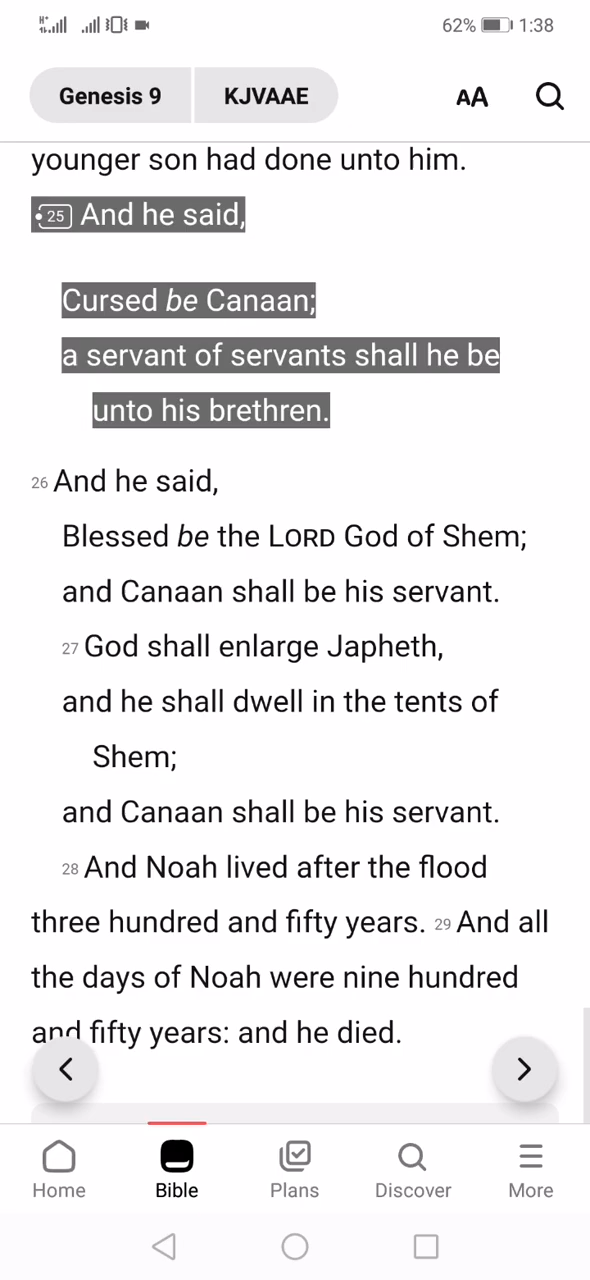 62% 1:38
Genesis 9 KJVAAE AA
younger son had done unto him.
25 And he said,
Cursed be Canaan;
a servant of servants shall he be
unto his brethren.
26 And he said,
Blessed be the LORD God of Shem;
and Canaan shall be his servant.
27 God shall enlarge Japheth,
and he shall dwell in the tents of
Shem;
and Canaan shall be his servant.
28 And Noah lived after the flood
three hundred and fifty years. 29 And all
the days of Noah were nine hundred
and fifty years: and he died.
Home Bible Plans Discover More